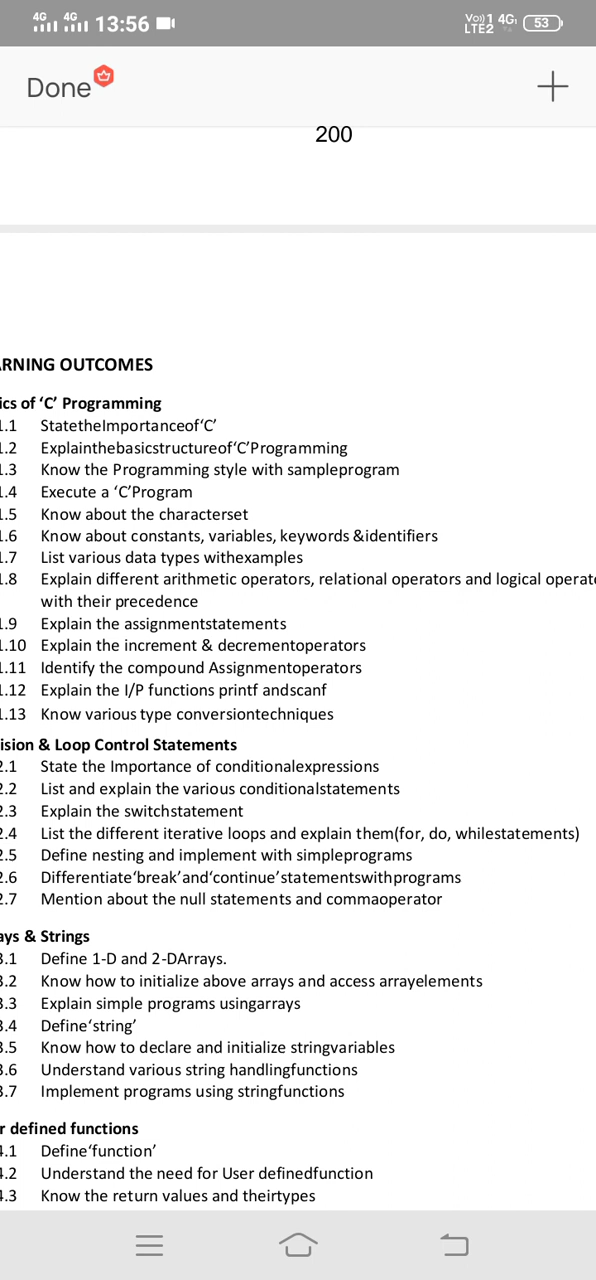 4G 4G 13:56 Vo)) 1 4G 53
LTE2
Done
200
RNING OUTCOMES
ics of ‘C’ Programming
.1 StatetheImportanceof‘C’
1.2 Explainthebasicstructureof‘C’Programming
1.3 Know the Programming style with sampleprogram
1.4 Execute a ‘C’Program
1.5 Know about the characterset
1.6 Know about constants, variables, keywords &identifiers
1.7 List various data types withexamples
1.8 Explain different arithmetic operators, relational operators and logical operat
with their precedence
1.9 Explain the assignmentstatements
1.10 Explain the increment & decrementoperators
1.11 Identify the compound Assignmentoperators
1.12 Explain the I/P functions printf andscanf
1.13 Know various type conversiontechniques
ision & Loop Control Statements
2.1 State the Importance of conditionalexpressions
2.2 List and explain the various conditionalstatements
2.3 Explain the switchstatement
2.4 List the different iterative loops and explain them(for, do, whilestatements)
2.5 Define nesting and implement with simpleprograms
2.6 Differentiate‘break’and‘continue’statementswithprograms
2.7 Mention about the null statements and commaoperator
ays & Strings
3.1 Define 1-D and 2-DArrays.
3.2 Know how to initialize above arrays and access arrayelements
3.3 Explain simple programs usingarrays
3.4 Define‘string’
3.5 Know how to declare and initialize stringvariables
3.6 Understand various string handlingfunctions
3.7 Implement programs using stringfunctions
r defined functions
4.1 Define‘function’
4.2 Understand the need for User definedfunction
4.3 Know the return values and theirtypes